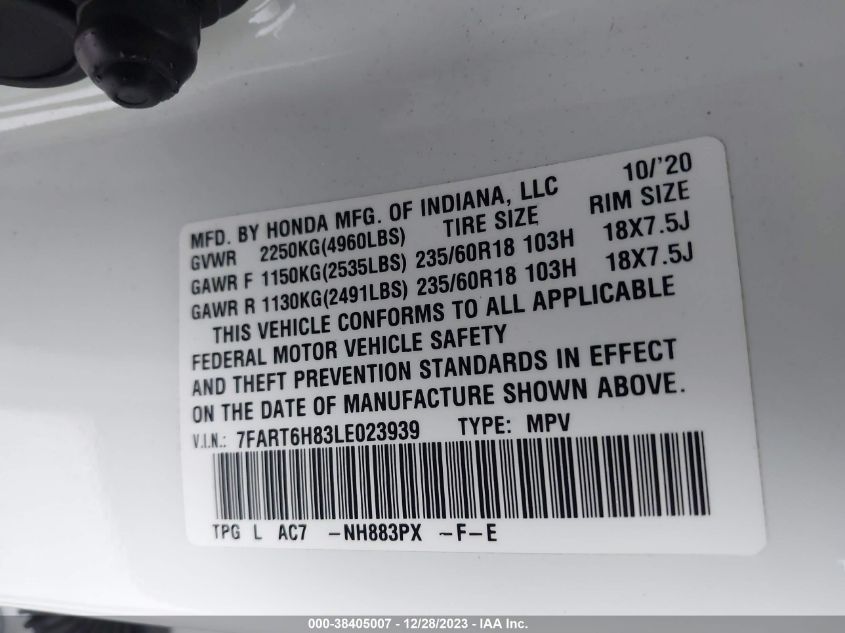 MFD. BY HONDA MFG. OF INDIANA, LLC 10/'20
GVWR 2250KG(4960LBS) TIRE SIZE RIM SIZE
GAWR F 1150KG(2535LBS) 235/60R18 103H 18X7.5J
GAWR R 1130KG(2491LBS) 235/60R18 103H 18X7.5J
THIS VEHICLE CONFORMS TO ALL APPLICABLE
FEDERAL MOTOR VEHICLE SAFETY
AND THEFT PREVENTION STANDARDS IN EFFECT
ON THE DATE OF MANUFACTURE SHOWN ABOVE.
V.I.N.: 7FART6H83LE023939 TYPE: MPV
TPG L AC7 -NH883PX -F-E
000-38405007 - 12/28/2023 - IAA Inc.